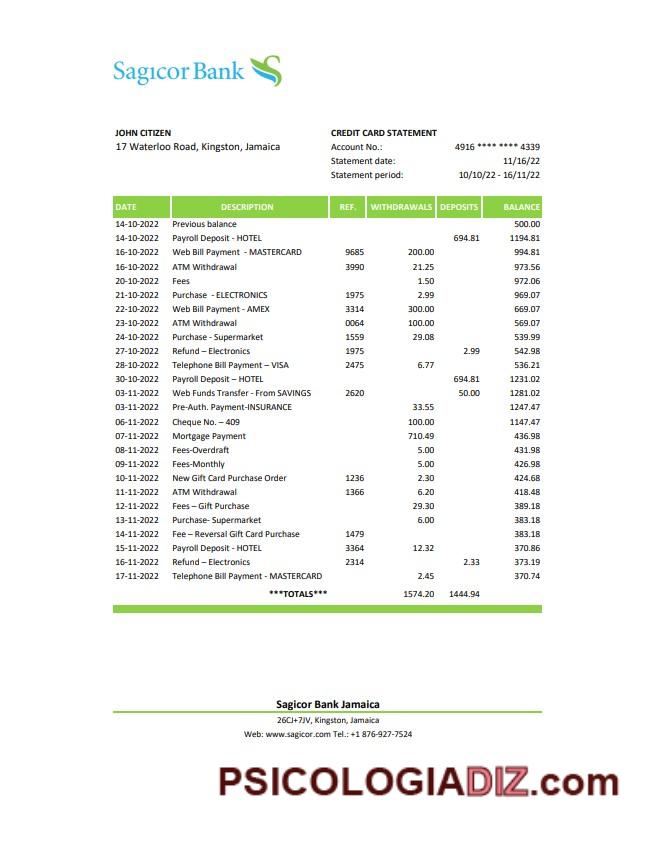 Sagicor Bank
JOHN CITIZEN
17 Waterloo Road, Kingston, Jamaica
CREDIT CARD STATEMENT
Account No.: 4916 **** **** 4339
Statement date: 11/16/22
Statement period: 10/10/22 - 16/11/22
DATE DESCRIPTION REF. WITHDRAWALS DEPOSITS BALANCE
14-10-2022 Previous balance 500.00
14-10-2022 Payroll Deposit - HOTEL 694.81 1194.81
16-10-2022 Web Bill Payment - MASTERCARD 9685 200.00 994.81
16-10-2022 ATM Withdrawal 3990 21.25 973.56
20-10-2022 Fees 1.50 972.06
21-10-2022 Purchase - ELECTRONICS 1975 2.99 969.07
22-10-2022 Web Bill Payment - AMEX 3314 300.00 669.07
23-10-2022 ATM Withdrawal 0064 100.00 569.07
24-10-2022 Purchase - Supermarket 1559 29.08 539.99
27-10-2022 Refund – Electronics 1975 2.99 542.98
28-10-2022 Telephone Bill Payment – VISA 2475 6.77 536.21
30-10-2022 Payroll Deposit – HOTEL 694.81 1231.02
03-11-2022 Web Funds Transfer - From SAVINGS 2620 50.00 1281.02
03-11-2022 Pre-Auth. Payment-INSURANCE 33.55 1247.47
06-11-2022 Cheque No. – 409 100.00 1147.47
07-11-2022 Mortgage Payment 710.49 436.98
08-11-2022 Fees-Overdraft 5.00 431.98
09-11-2022 Fees-Monthly 5.00 426.98
10-11-2022 New Gift Card Purchase Order 1236 2.30 424.68
11-11-2022 ATM Withdrawal 1366 6.20 418.48
12-11-2022 Fees – Gift Purchase 29.30 389.18
13-11-2022 Purchase- Supermarket 6.00 383.18
14-11-2022 Fee – Reversal Gift Card Purchase 1479 383.18
15-11-2022 Payroll Deposit - HOTEL 3364 12.32 370.86
16-11-2022 Refund – Electronics 2314 2.33 373.19
17-11-2022 Telephone Bill Payment - MASTERCARD 2.45 370.74
***TOTALS*** 1574.20 1444.94
Sagicor Bank Jamaica
26CJ+7JV, Kingston, Jamaica
Web: www.sagicor.com Tel.: +1 876-927-7524
PSICOLOGIADIZ.com